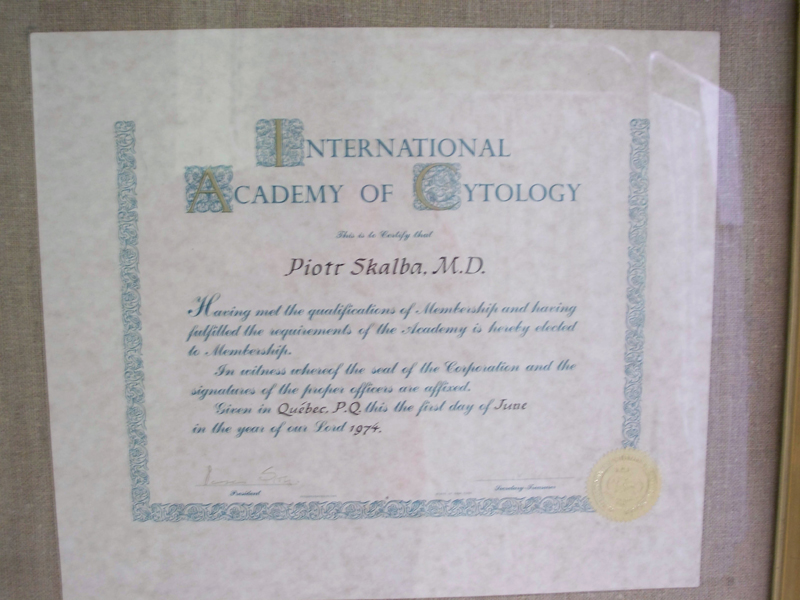 INTERNATIONAL
ACADEMY OF CYTOLOGY
This is to Certify that
Piotr Skalba, M.D.
Having met the qualifications of Membership and having
fulfilled the requirements of the Academy is hereby elected
to Membership.
In witness whereof the seal of the Corporation and the
signatures of the proper officers are affixed.
Given in Québec, P.Q. this the first day of June
in the year of our Lord 1974.
President
Secretary-Treasurer